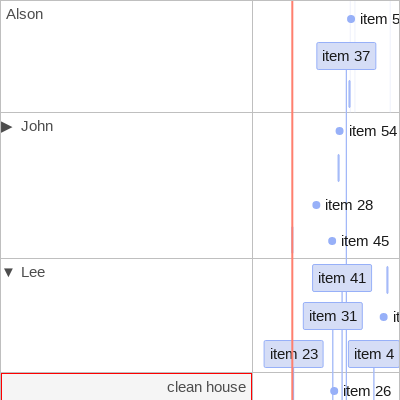 Alson
item 5
item 37
▶ John
item 54
item 28
item 45
▼ Lee
item 41
item 31
item 23
item 4
clean house
item 26